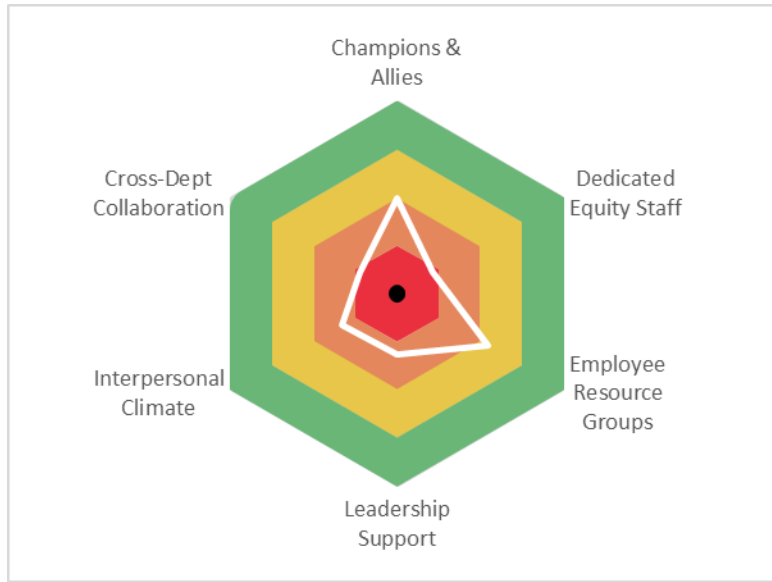 Champions &
Allies
Dedicated
Equity Staff
Employee
Resource
Groups
Leadership
Support
Interpersonal
Climate
Cross-Dept
Collaboration